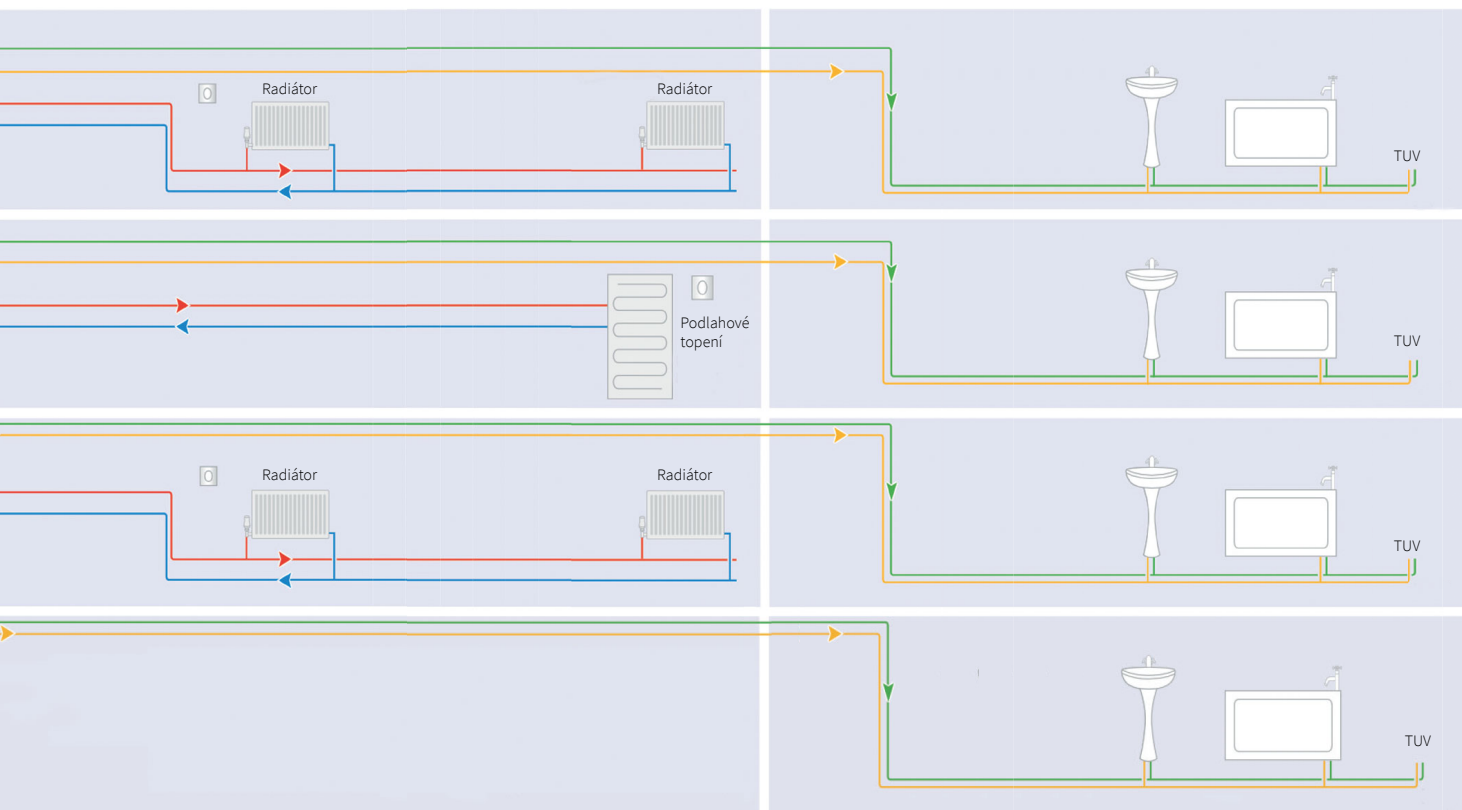 Radiátor
Radiátor
TUV
Podlahové
topení
TUV
Radiátor
Radiátor
TUV
TUV